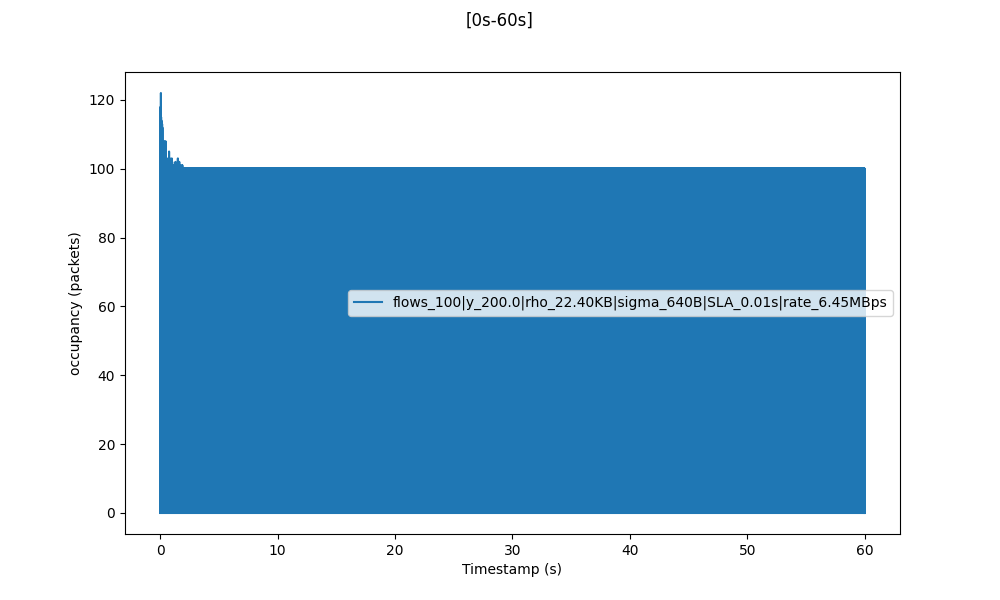 [0s-60s]
120
100
80
60
40
20
0
occupancy (packets)
flows_100|y_200.0|rho_22.40KB|sigma_640B|SLA_0.01s|rate_6.45MBps
0 10 20 30 40 50 60
Timestamp (s)